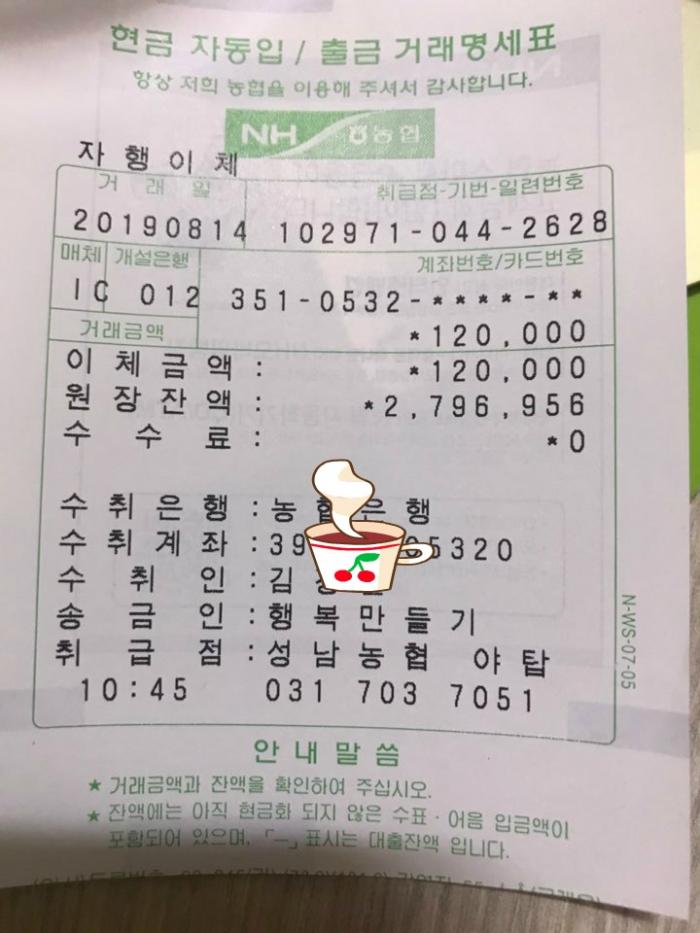 현금 자동입 / 출금 거래명세표
항상 저희 농협을 이용해 주셔서 감사합니다.
NH 농협
자행이체
거래일 취급점-기번-일련번호
20190814 102971-044-2628
매체 개설은행 계좌번호/카드번호
IC 012 351-0532-****-**
거래금액 *120,000
이체금액: *120,000
원장잔액: *2,796,956
수수료: *0
수취은행:농협은행
수취계좌:39 5320
수취인:김
송금인:행복만들기
취급점:성남농협 야탑
10:45 031 703 7051
N-WS-07-05
안내말씀
★ 거래금액과 잔액을 확인하여 주십시오.
★ 잔액에는 아직 현금화 되지 않은 수표·어음 입금액이
포함되어 있으며, 「-」표시는 대출잔액 입니다.